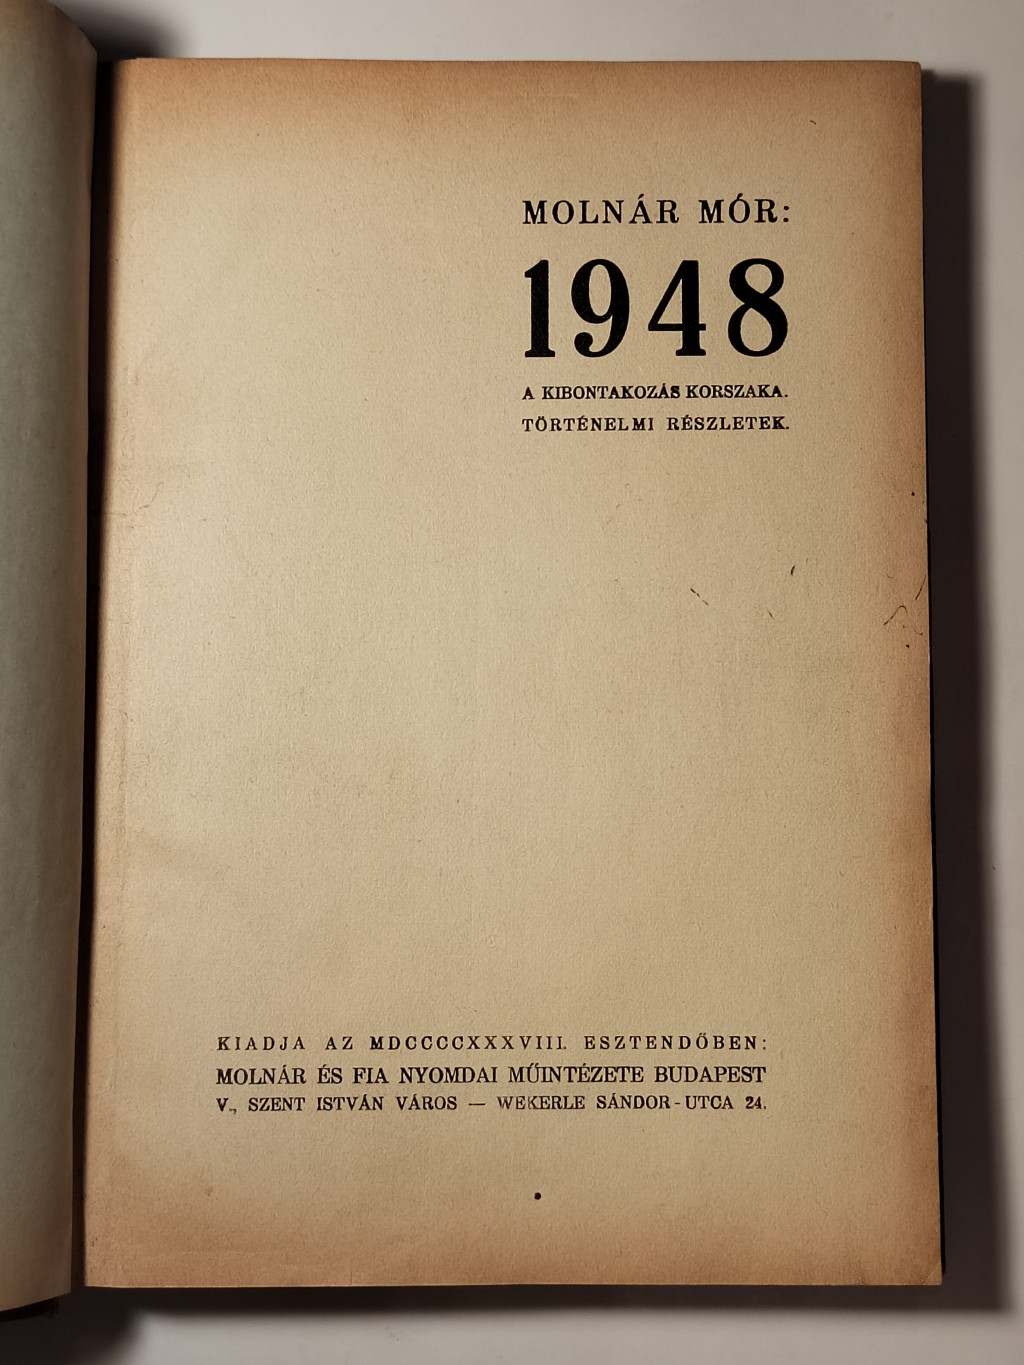 MOLNÁR MÓR:
1948
A KIBONTAKOZÁS KORSZAKA.
TÖRTÉNELMI RÉSZLETEK.
KIADJA AZ MDCCCCXXXVIII. ESZTENDŐBEN:
MOLNÁR ÉS FIA NYOMDAI MŰINTÉZETE BUDAPEST
V., SZENT ISTVÁN VÁROS — WEKERLE SÁNDOR-UTCA 24.